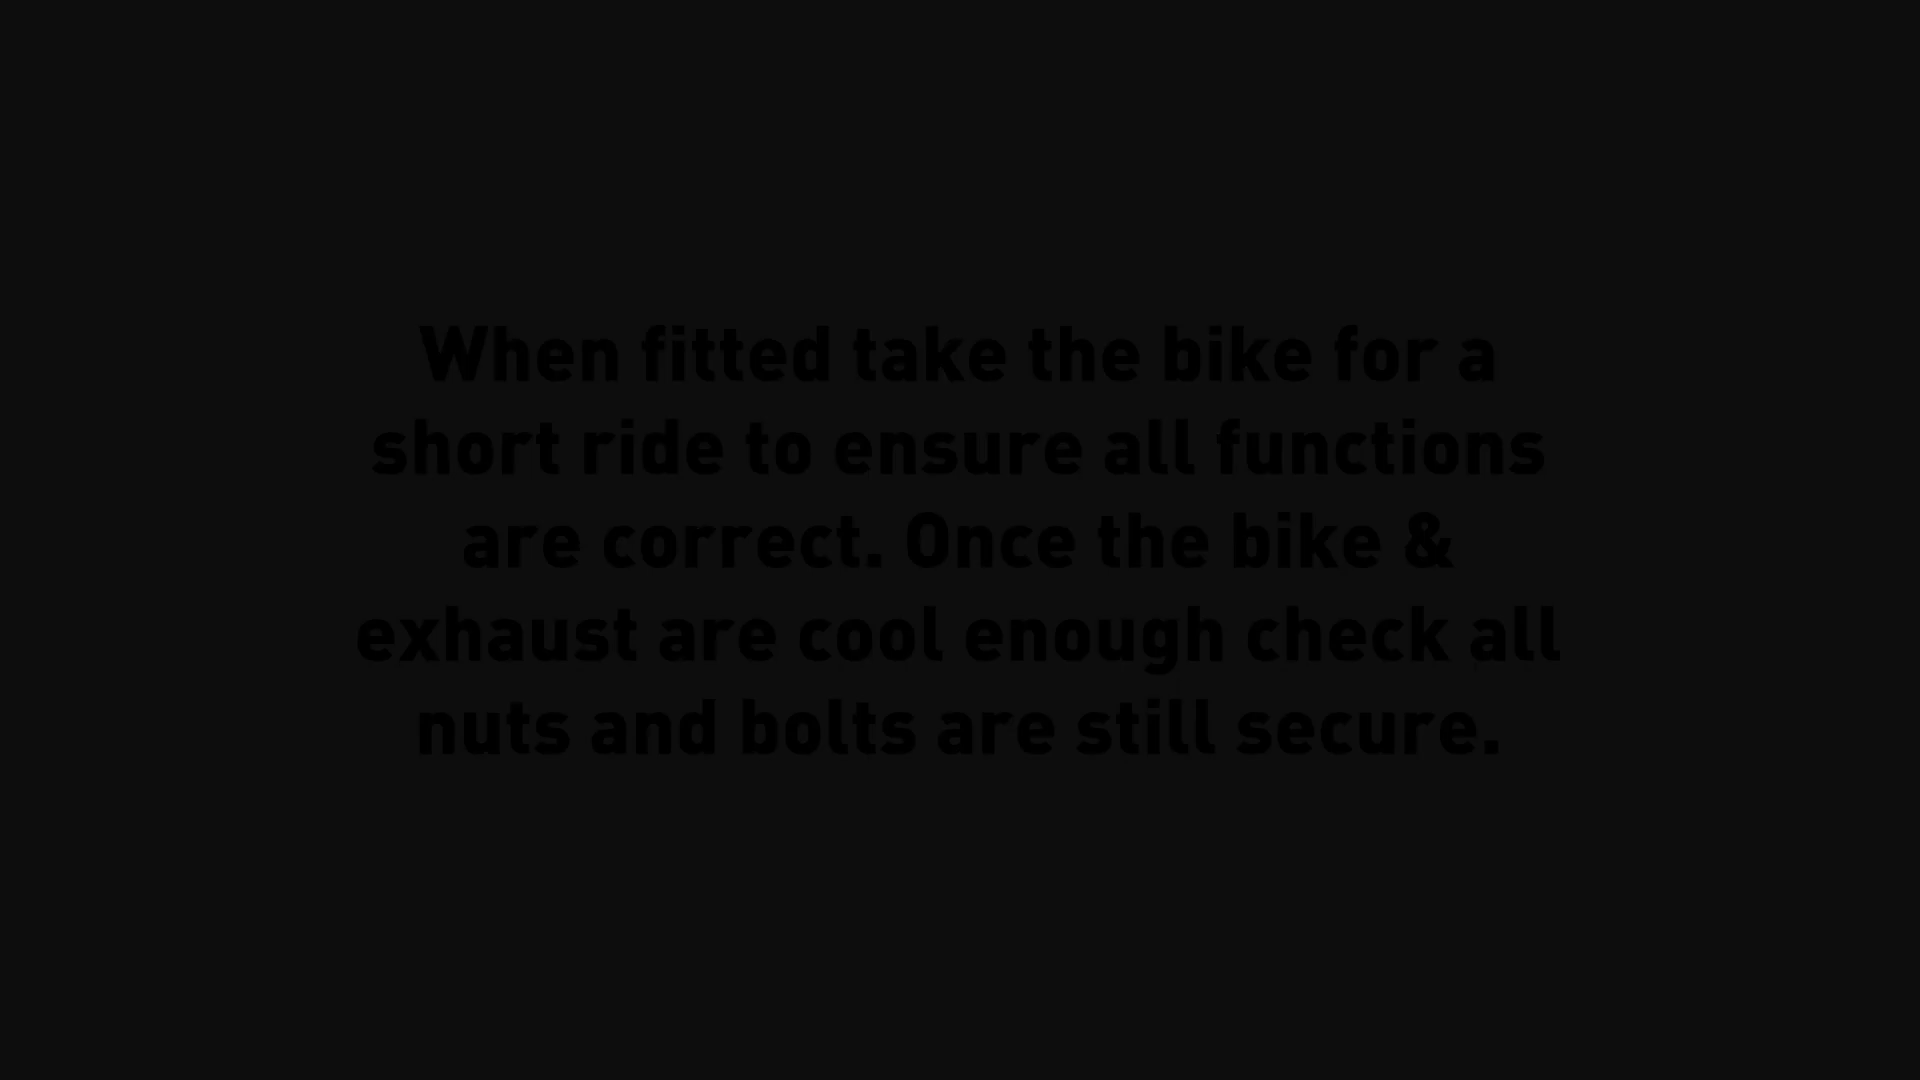 When fitted take the bike for a
short ride to ensure all functions
are correct. Once the bike &
exhaust are cool enough check all
nuts and bolts are still secure.